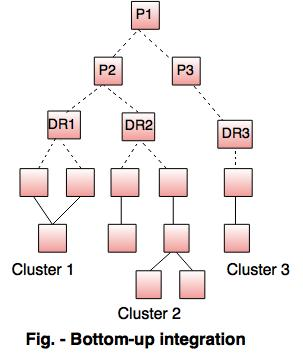 P1
P2
P3
DR1
DR2
DR3
Cluster 1
Cluster 3
Cluster 2
Fig. - Bottom-up integration